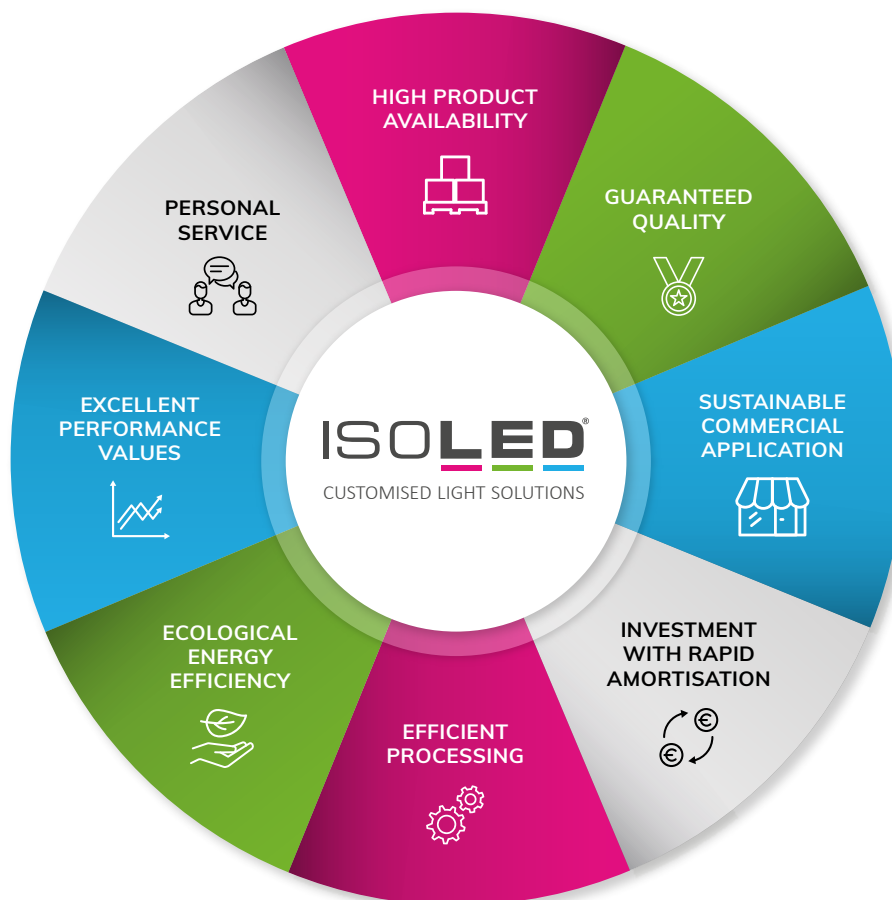 HIGH PRODUCT
AVAILABILITY
GUARANTEED
QUALITY
SUSTAINABLE
COMMERCIAL
APPLICATION
INVESTMENT
WITH RAPID
AMORTISATION
€
€
EFFICIENT
PROCESSING
ECOLOGICAL
ENERGY
EFFICIENCY
EXCELLENT
PERFORMANCE
VALUES
PERSONAL
SERVICE
ISOLED®
CUSTOMISED LIGHT SOLUTIONS